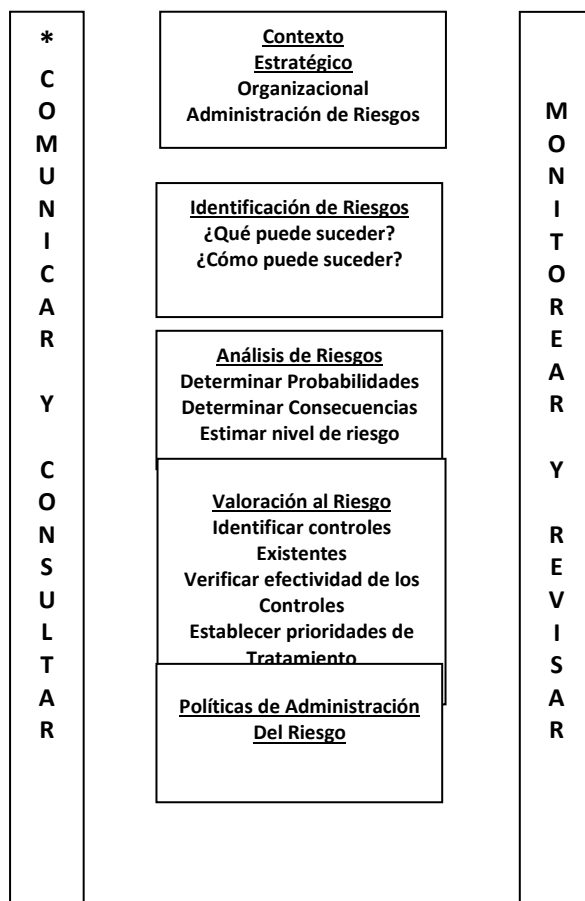 *
COMUNICAR Y CONSULTAR
Contexto
Estratégico
Organizacional
Administración de Riesgos
Identificación de Riesgos
¿Qué puede suceder?
¿Cómo puede suceder?
Análisis de Riesgos
Determinar Probabilidades
Determinar Consecuencias
Estimar nivel de riesgo
Valoración al Riesgo
Identificar controles
Existentes
Verificar efectividad de los
Controles
Establecer prioridades de
Tratamiento
Políticas de Administración
Del Riesgo
MONITOREAR Y REVISAR